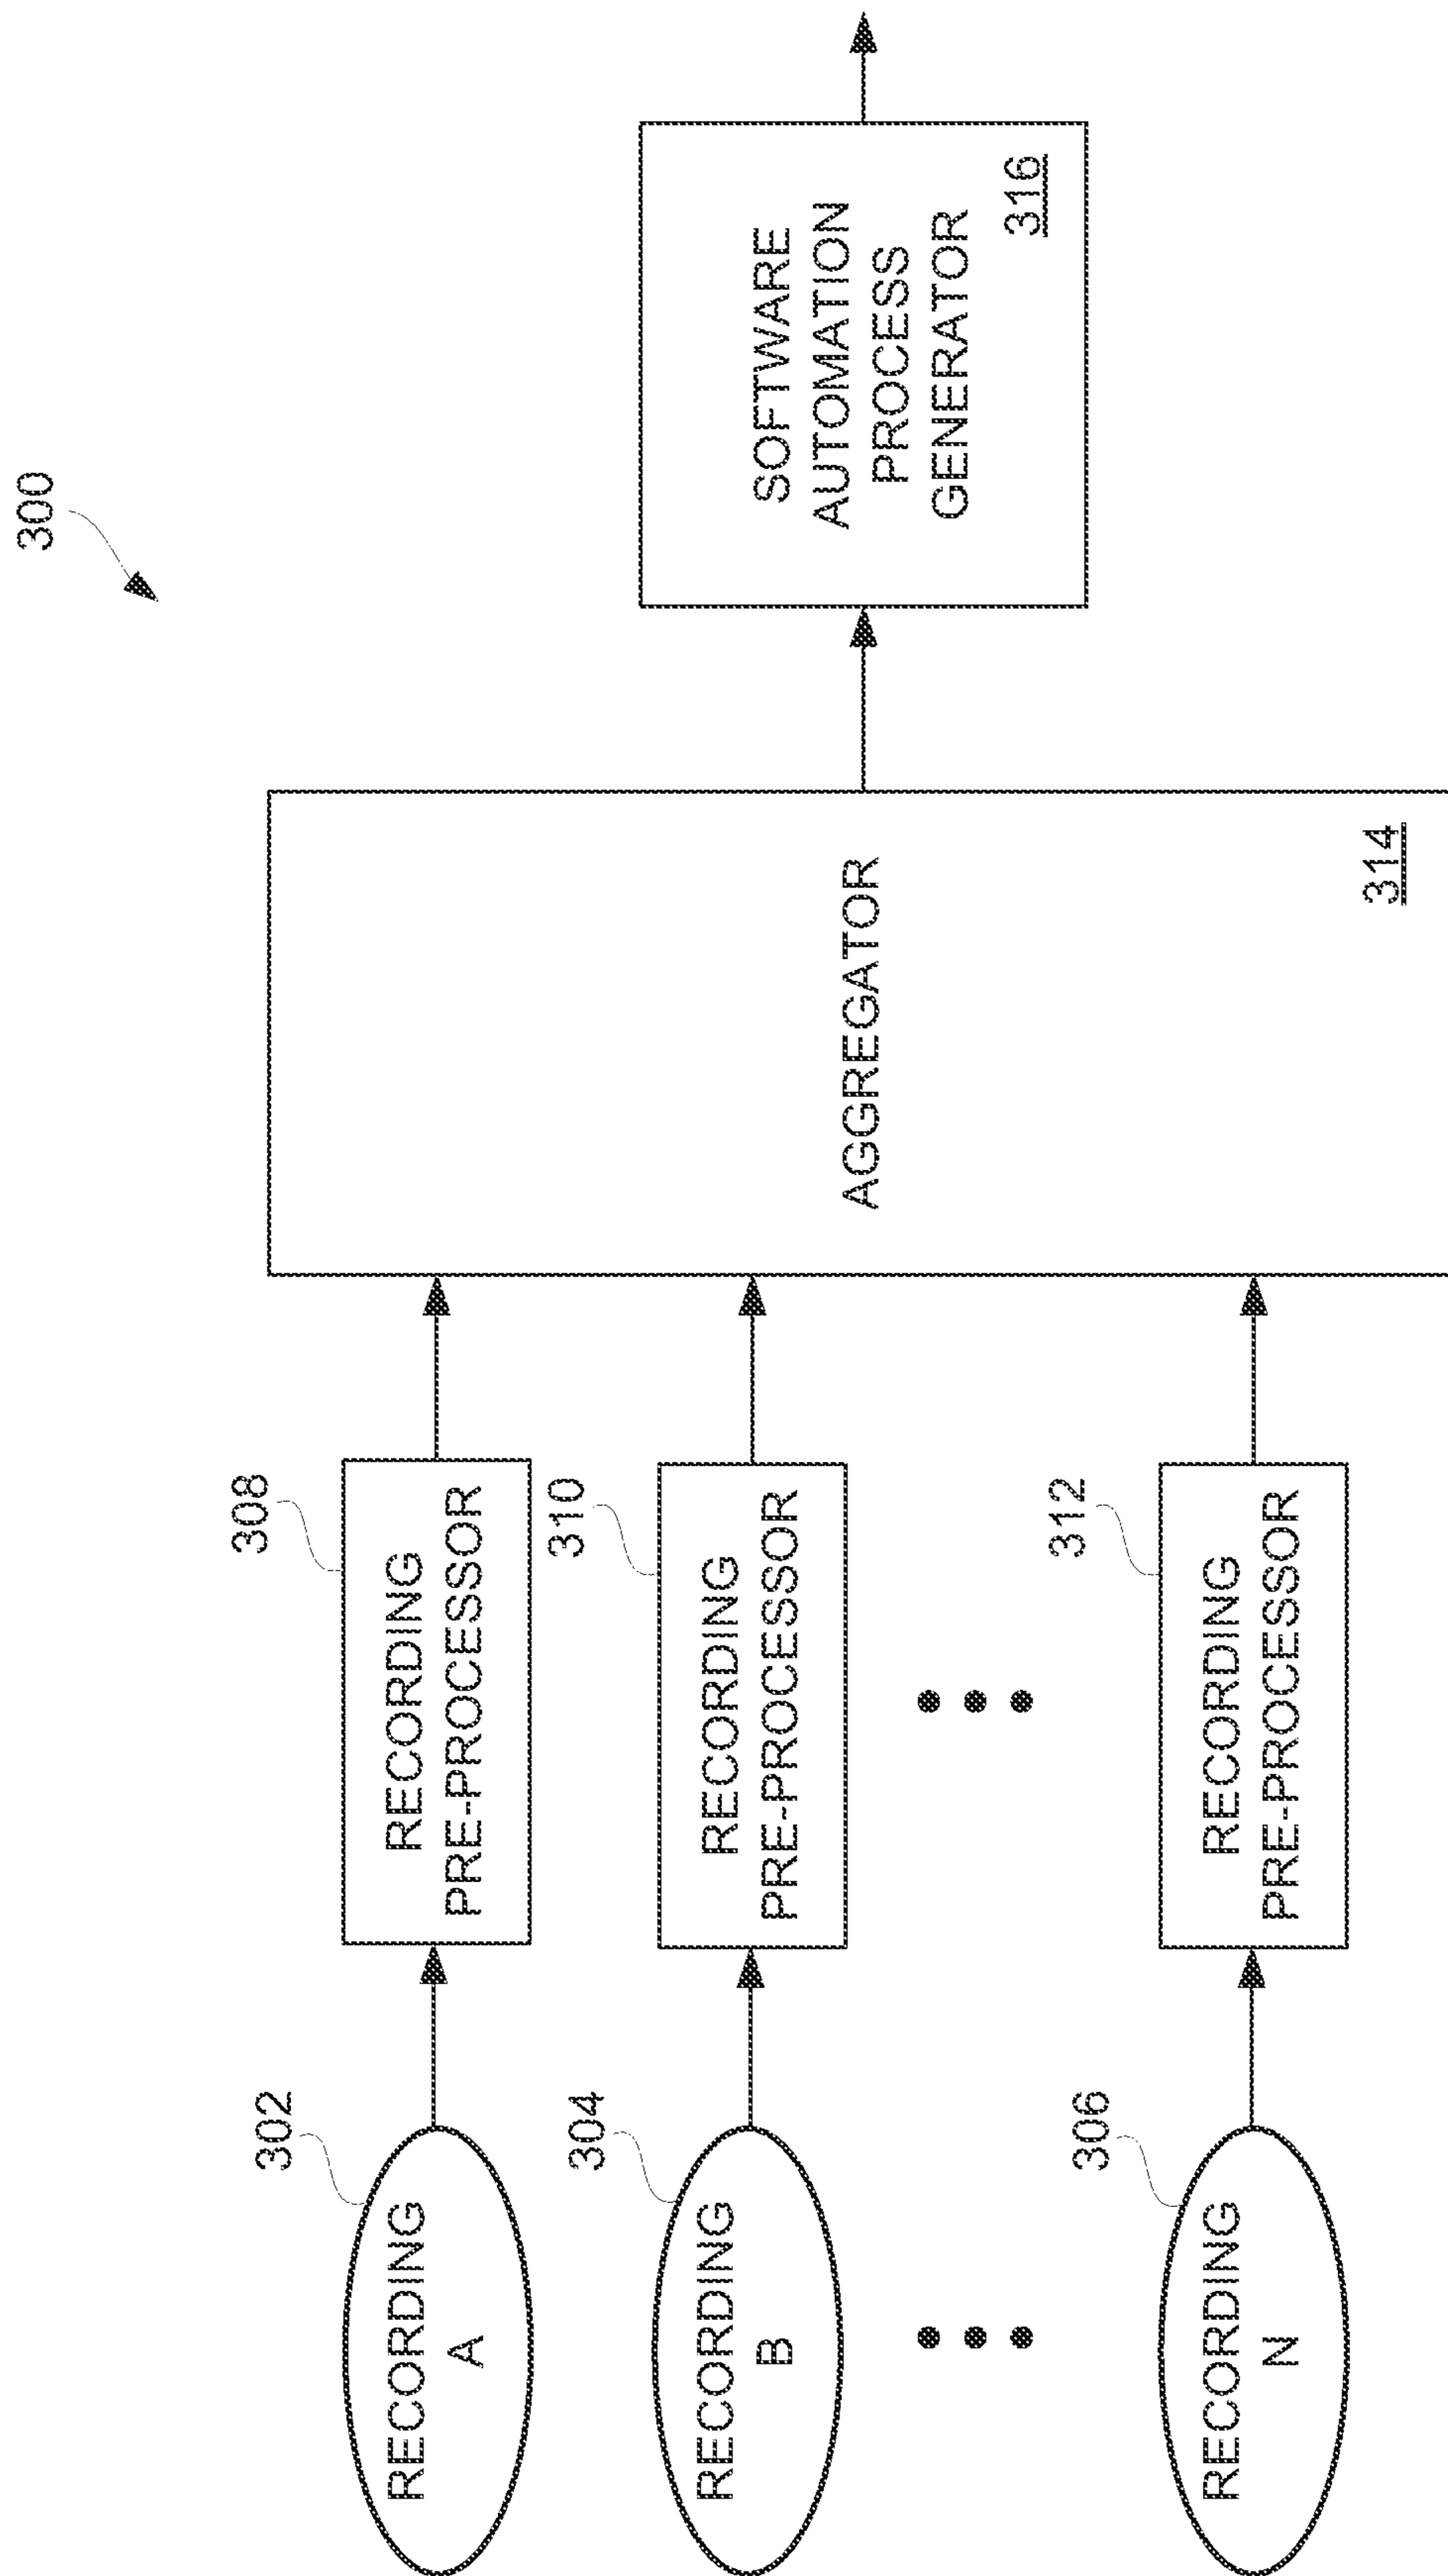 300
302
RECORDING
A
308
RECORDING
PRE-PROCESSOR
304
RECORDING
B
310
RECORDING
PRE-PROCESSOR
306
RECORDING
N
312
RECORDING
PRE-PROCESSOR
AGGREGATOR
314
SOFTWARE
AUTOMATION
PROCESS
GENERATOR
316